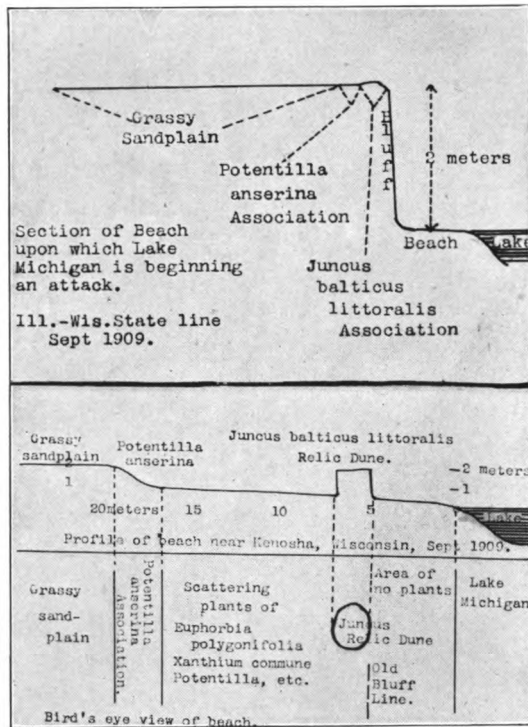 Grassy
Sandplain
Bluff
2 meters
Potentilla
anserina
Association
Section of Beach
upon which Lake
Michigan is beginning
an attack.
Beach
Lake
Juncus
balticus
littoralis
Association
Ill.-Wis.State line
Sept 1909.
Grassy
sandplain
Potentilla
anserina
Juncus balticus littoralis
Relic Dune.
2
1
-2 meters
-1
20meters 15 10 5
Lake
Profile of beach near Kenosha, Wisconsin, Sept 1909.
Grassy
sand-
plain
Potentilla
anserina
Association.
Scattering
plants of
Euphorbia
polygonifolia
Xanthium commune
Potentilla, etc.
Area of
no plants
Juncus
Relic Dune
Old
Bluff
Line.
Lake
Michigan
Bird's eye view of beach.